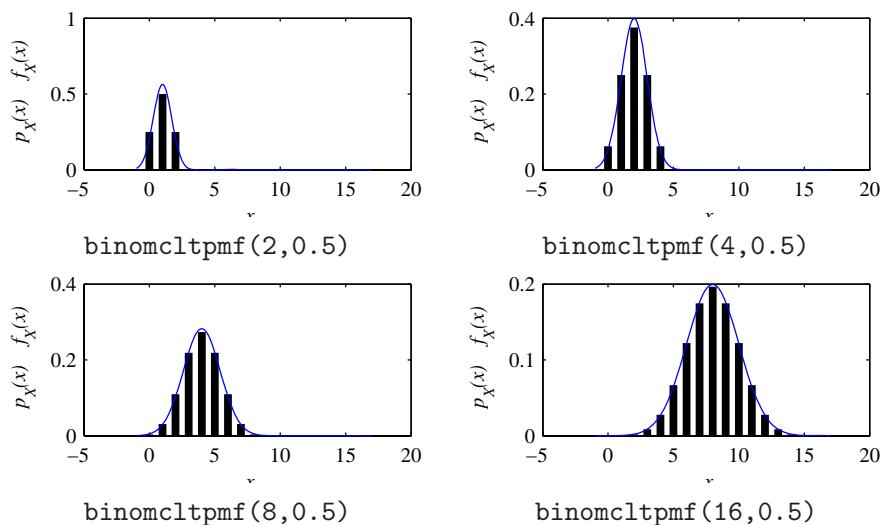 1
0.5
0
p_X(x) f_X(x)
−5 0 5 10 15 20
x
binomcltpmf(2,0.5)
0.4
0.2
0
p_X(x) f_X(x)
−5 0 5 10 15 20
x
binomcltpmf(4,0.5)
0.4
0.2
0
p_X(x) f_X(x)
−5 0 5 10 15 20
x
binomcltpmf(8,0.5)
0.2
0.1
0
p_X(x) f_X(x)
−5 0 5 10 15 20
x
binomcltpmf(16,0.5)